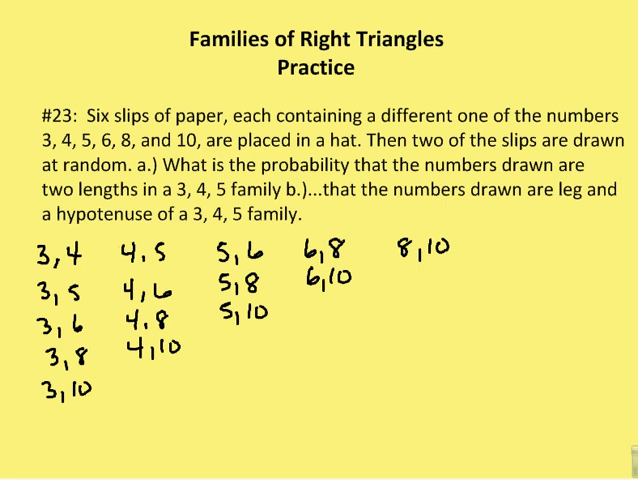 Families of Right Triangles
Practice
#23: Six slips of paper, each containing a different one of the numbers
3, 4, 5, 6, 8, and 10, are placed in a hat. Then two of the slips are drawn
at random. a.) What is the probability that the numbers drawn are
two lengths in a 3, 4, 5 family b.)...that the numbers drawn are leg and
a hypotenuse of a 3, 4, 5 family.
3,4 4,5 5,6 6,8 8,10
3,5 4,6 5,8 6,10
3,6 4,8 5,10
3,8 4,10
3,10